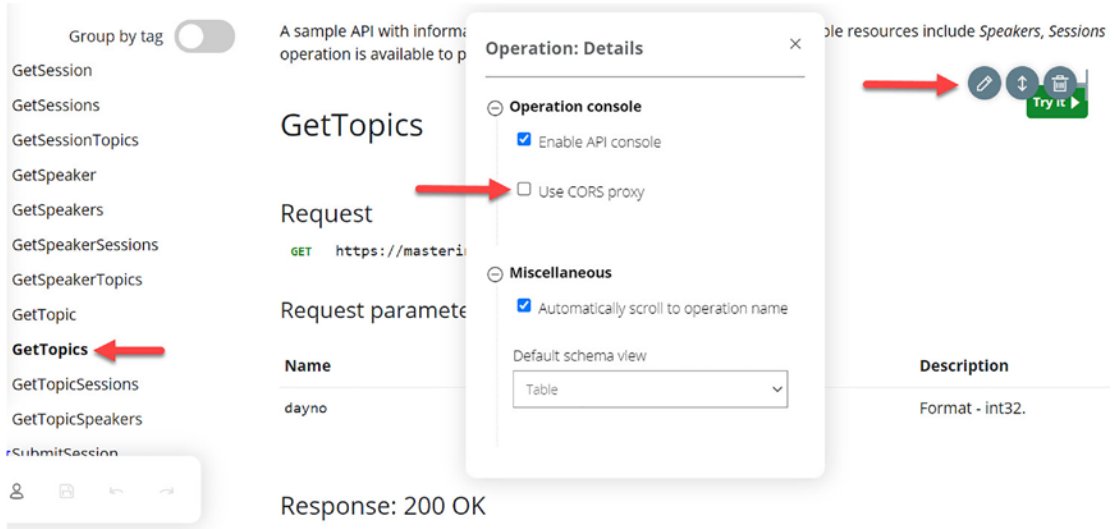 Group by tag
GetSession
GetSessions
GetSessionTopics
GetSpeaker
GetSpeakers
GetSpeakerSessions
GetSpeakerTopics
GetTopic
GetTopics
GetTopicSessions
GetTopicSpeakers
SubmitSession
A sample API with informa
ple resources include Speakers, Sessions
operation is available to p
Try it
GetTopics
Request
GET https://masterin
Request paramete
Name
Description
dayno
Format - int32.
Response: 200 OK
Operation: Details
Operation console
Enable API console
Use CORS proxy
Miscellaneous
Automatically scroll to operation name
Default schema view
Table